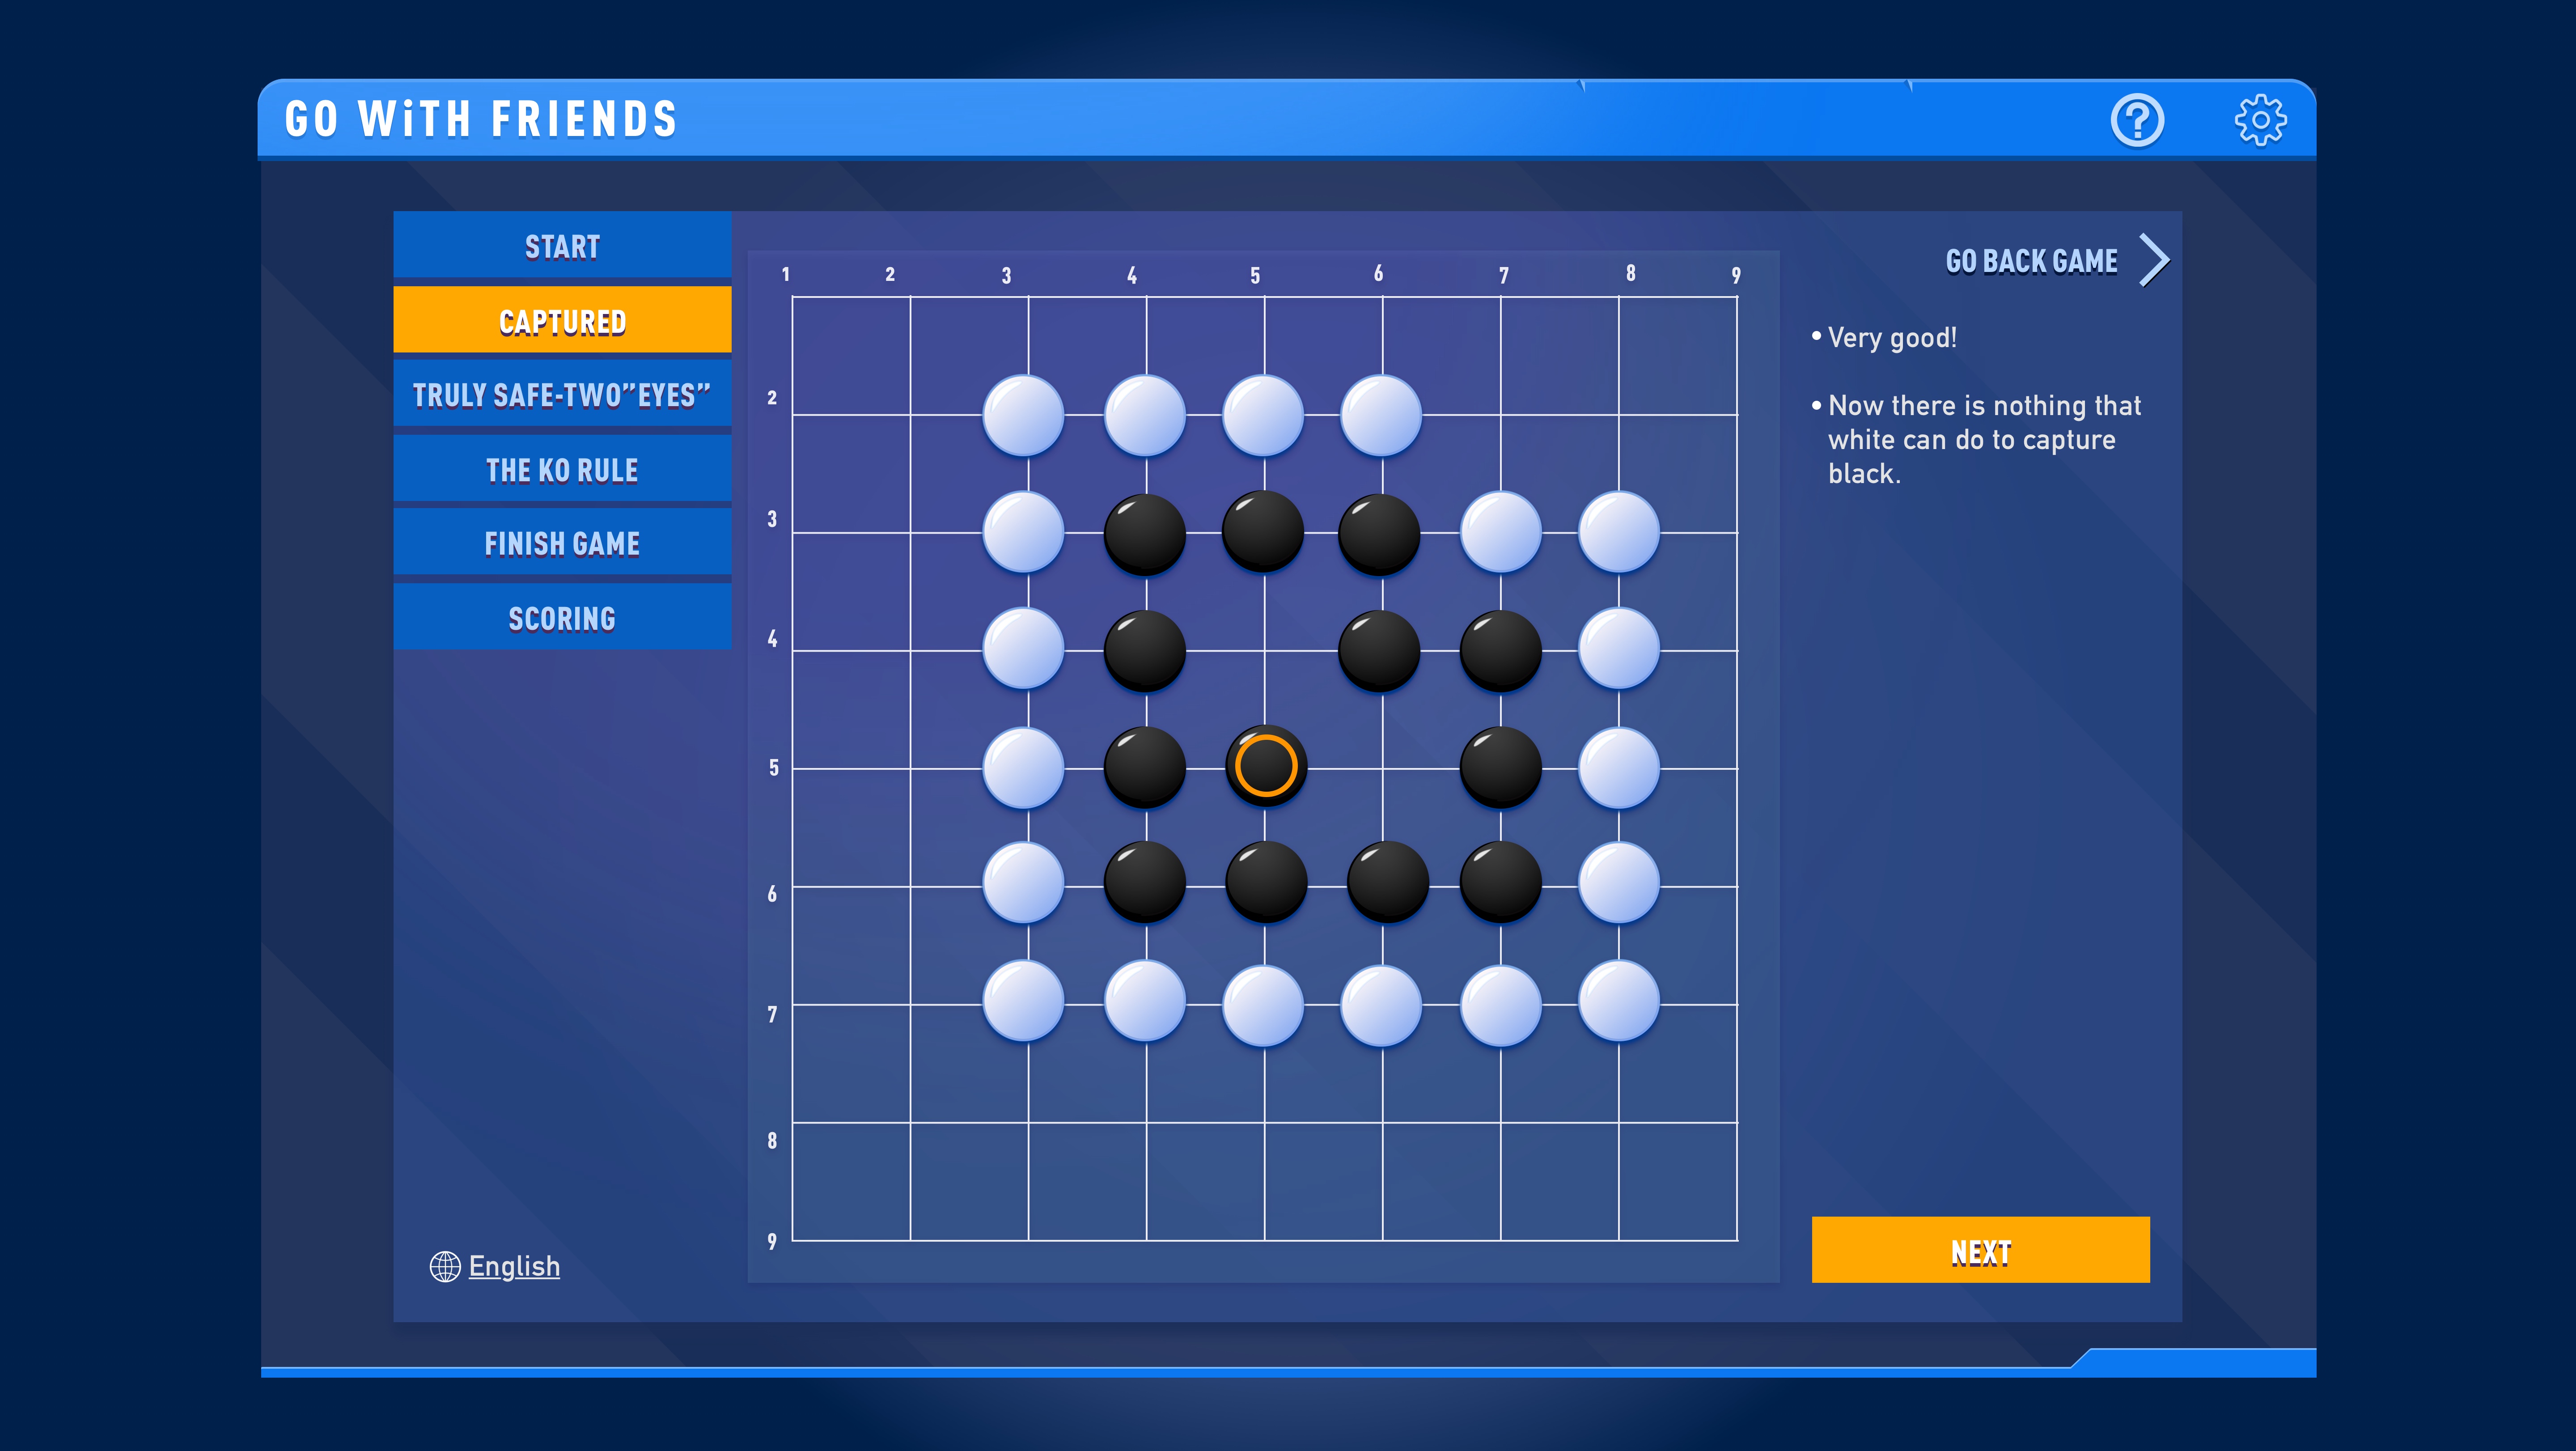 GO WiTH FRIENDS
START
CAPTURED
TRULY SAFE-TWO”EYES”
THE KO RULE
FINISH GAME
SCORING
English
1 2 3 4 5 6 7 8 9
2
3
4
5
6
7
8
9
GO BACK GAME
• Very good!
• Now there is nothing that
white can do to capture
black.
NEXT